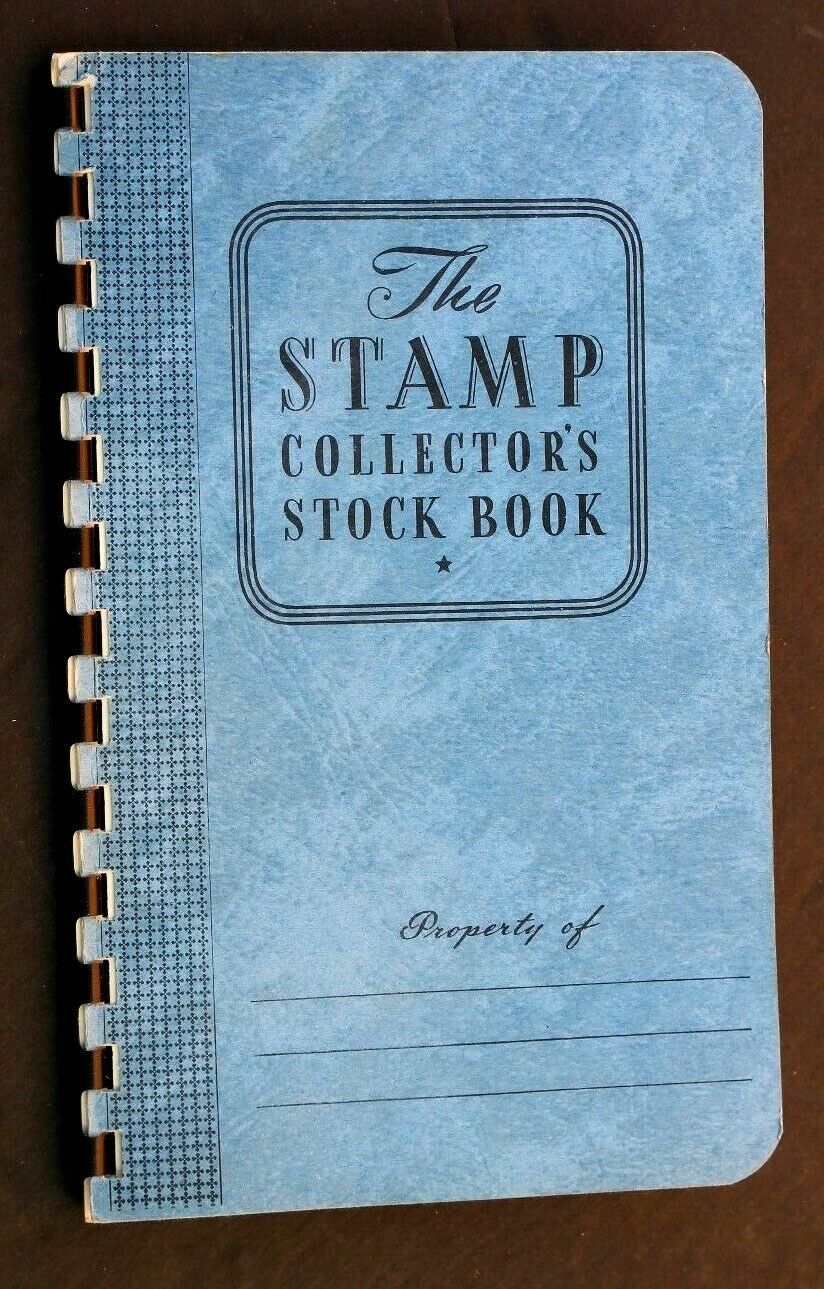 The
STAMP
COLLECTOR'S
STOCK BOOK
Property of